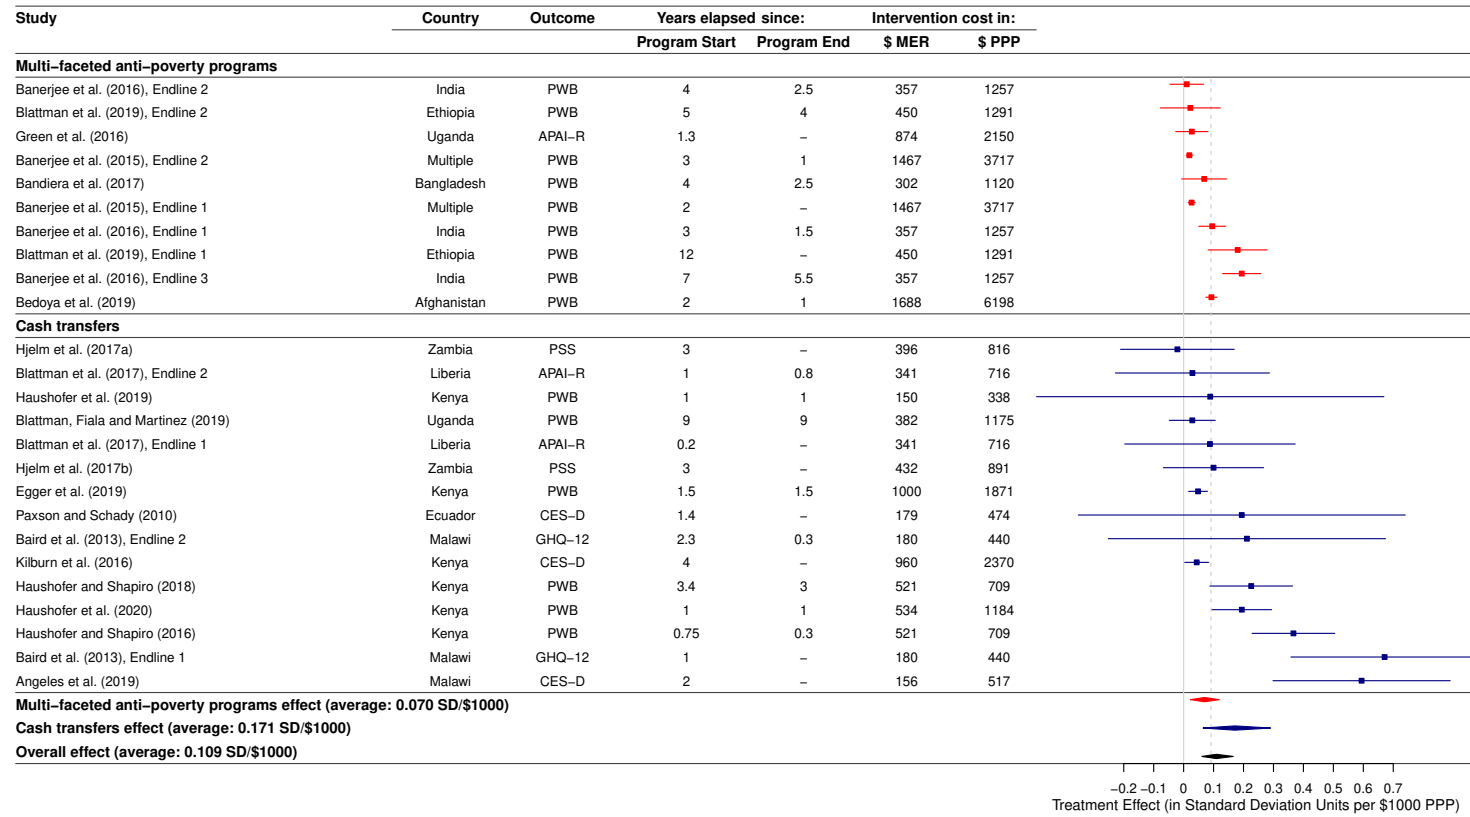 Study Country Outcome Years elapsed since: Intervention cost in:
Program Start Program End $ MER $ PPP
Multi−faceted anti−poverty programs
Banerjee et al. (2016), Endline 2 India PWB 4 2.5 357 1257
Blattman et al. (2019), Endline 2 Ethiopia PWB 5 4 450 1291
Green et al. (2016) Uganda APAI−R 1.3 − 874 2150
Banerjee et al. (2015), Endline 2 Multiple PWB 3 1 1467 3717
Bandiera et al. (2017) Bangladesh PWB 4 2.5 302 1120
Banerjee et al. (2015), Endline 1 Multiple PWB 2 − 1467 3717
Banerjee et al. (2016), Endline 1 India PWB 3 1.5 357 1257
Blattman et al. (2019), Endline 1 Ethiopia PWB 12 − 450 1291
Banerjee et al. (2016), Endline 3 India PWB 7 5.5 357 1257
Bedoya et al. (2019) Afghanistan PWB 2 1 1688 6198
Cash transfers
Hjelm et al. (2017a) Zambia PSS 3 − 396 816
Blattman et al. (2017), Endline 2 Liberia APAI−R 1 0.8 341 716
Haushofer et al. (2019) Kenya PWB 1 1 150 338
Blattman, Fiala and Martinez (2019) Uganda PWB 9 9 382 1175
Blattman et al. (2017), Endline 1 Liberia APAI−R 0.2 − 341 716
Hjelm et al. (2017b) Zambia PSS 3 − 432 891
Egger et al. (2019) Kenya PWB 1.5 1.5 1000 1871
Paxson and Schady (2010) Ecuador CES−D 1.4 − 179 474
Baird et al. (2013), Endline 2 Malawi GHQ−12 2.3 0.3 180 440
Kilburn et al. (2016) Kenya CES−D 4 − 960 2370
Haushofer and Shapiro (2018) Kenya PWB 3.4 3 521 709
Haushofer et al. (2020) Kenya PWB 1 1 534 1184
Haushofer and Shapiro (2016) Kenya PWB 0.75 0.3 521 709
Baird et al. (2013), Endline 1 Malawi GHQ−12 1 − 180 440
Angeles et al. (2019) Malawi CES−D 2 − 156 517
Multi−faceted anti−poverty programs effect (average: 0.070 SD/$1000)
Cash transfers effect (average: 0.171 SD/$1000)
Overall effect (average: 0.109 SD/$1000)
−0.2 −0.1 0 0.1 0.2 0.3 0.4 0.5 0.6 0.7
Treatment Effect (in Standard Deviation Units per $1000 PPP)